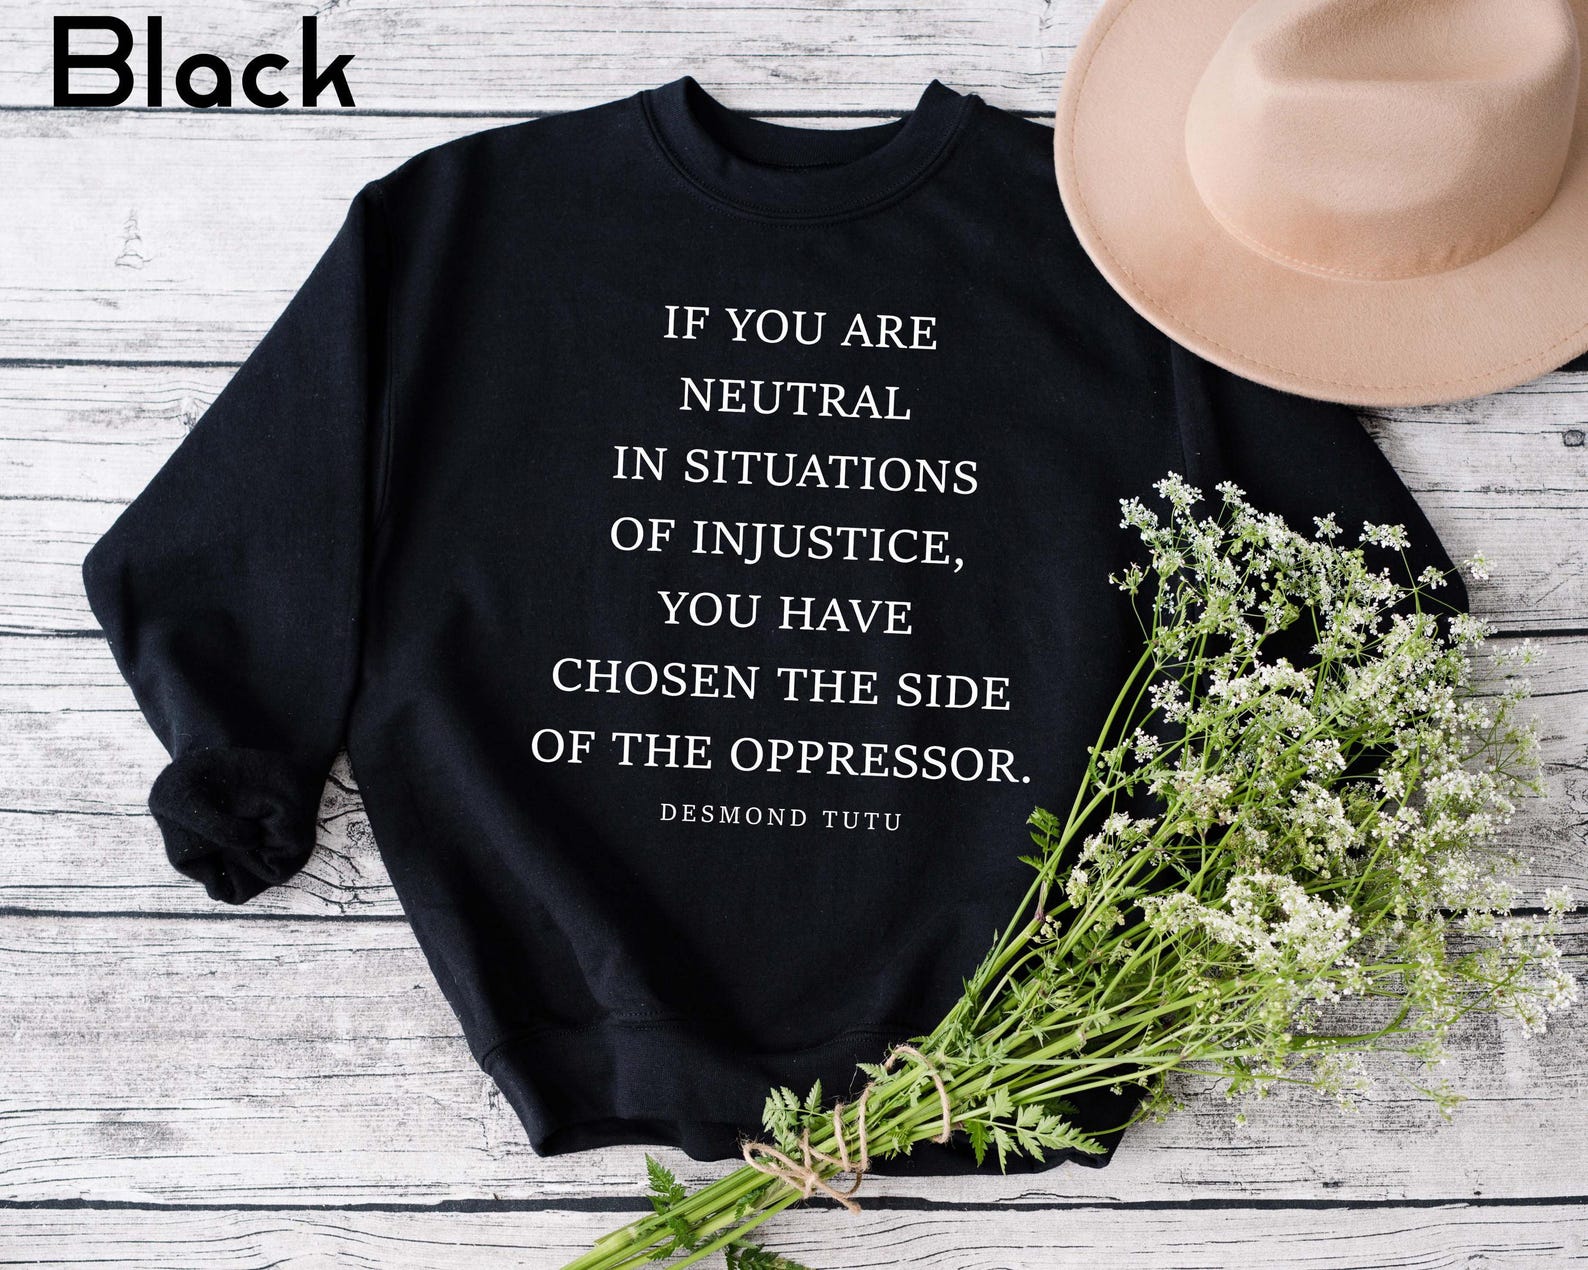 Black
IF YOU ARE
NEUTRAL
IN SITUATIONS
OF INJUSTICE,
YOU HAVE
CHOSEN THE SIDE
OF THE OPPRESSOR.
DESMOND TUTU